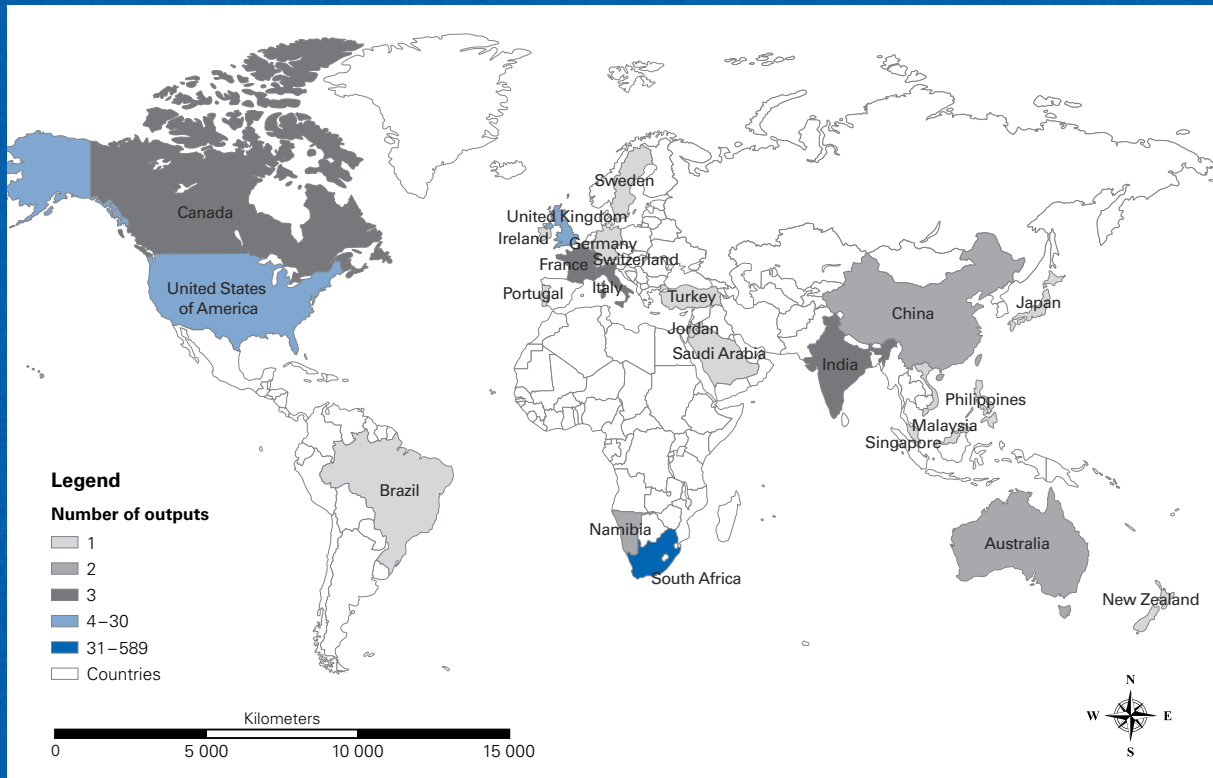 Sweden
United Kingdom
Ireland
Germany
Canada
Switzerland
France
Italy
Portugal
United States
of America
Turkey
Japan
China
Jordan
Saudi Arabia
India
Philippines
Malaysia
Singapore
Brazil
Namibia
Australia
South Africa
New Zealand
Legend
Number of outputs
1
2
3
4–30
31–589
Countries
Kilometers
0 5 000 10 000 15 000
N
W E
S